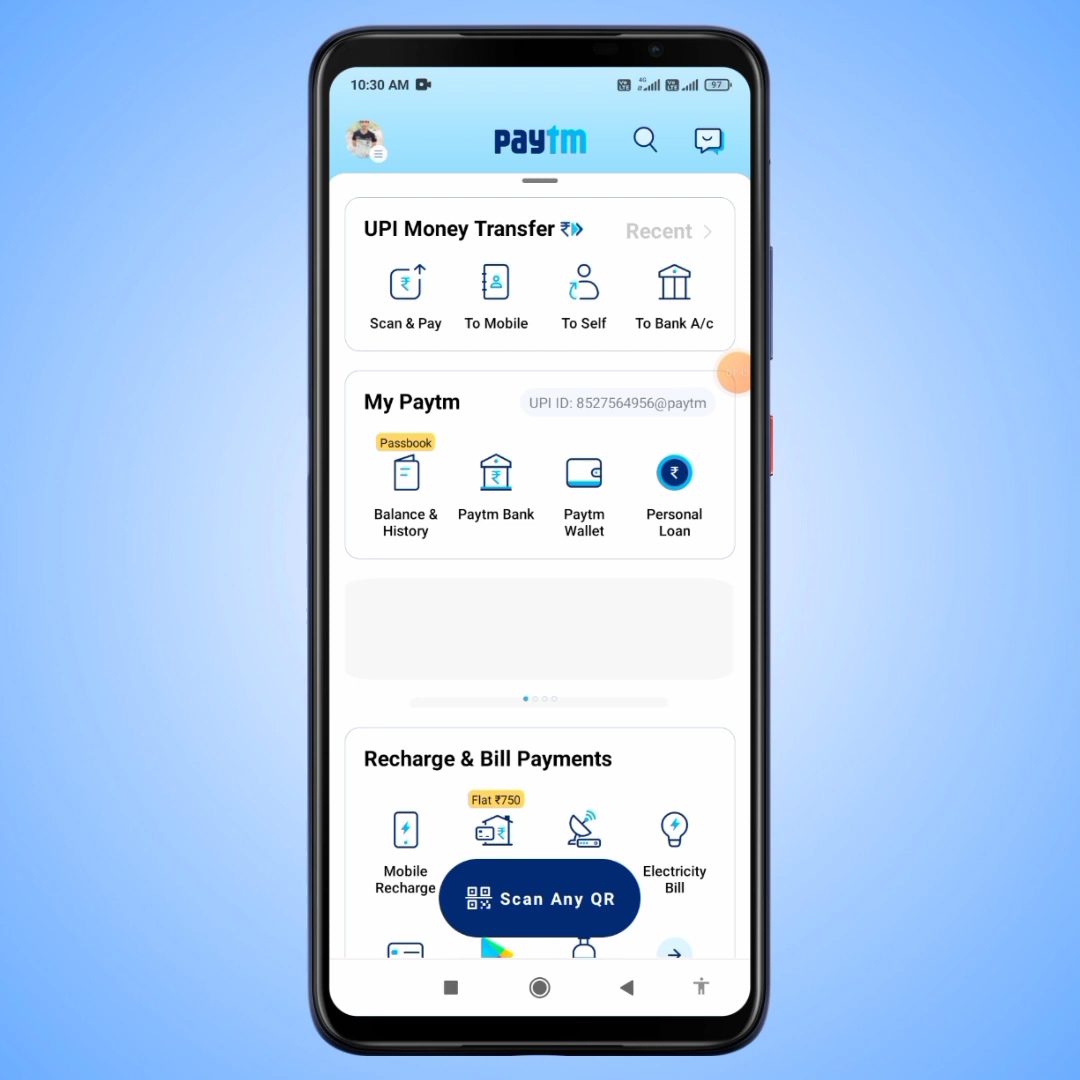 10:30 AM
4G
97
paytm
UPI Money Transfer
Recent
Scan & Pay
To Mobile
To Self
To Bank A/c
My Paytm
UPI ID: 8527564956@paytm
Passbook
Balance &
History
Paytm Bank
Paytm
Wallet
Personal
Loan
Recharge & Bill Payments
Flat ₹750
Mobile
Recharge
Electricity
Bill
Scan Any QR